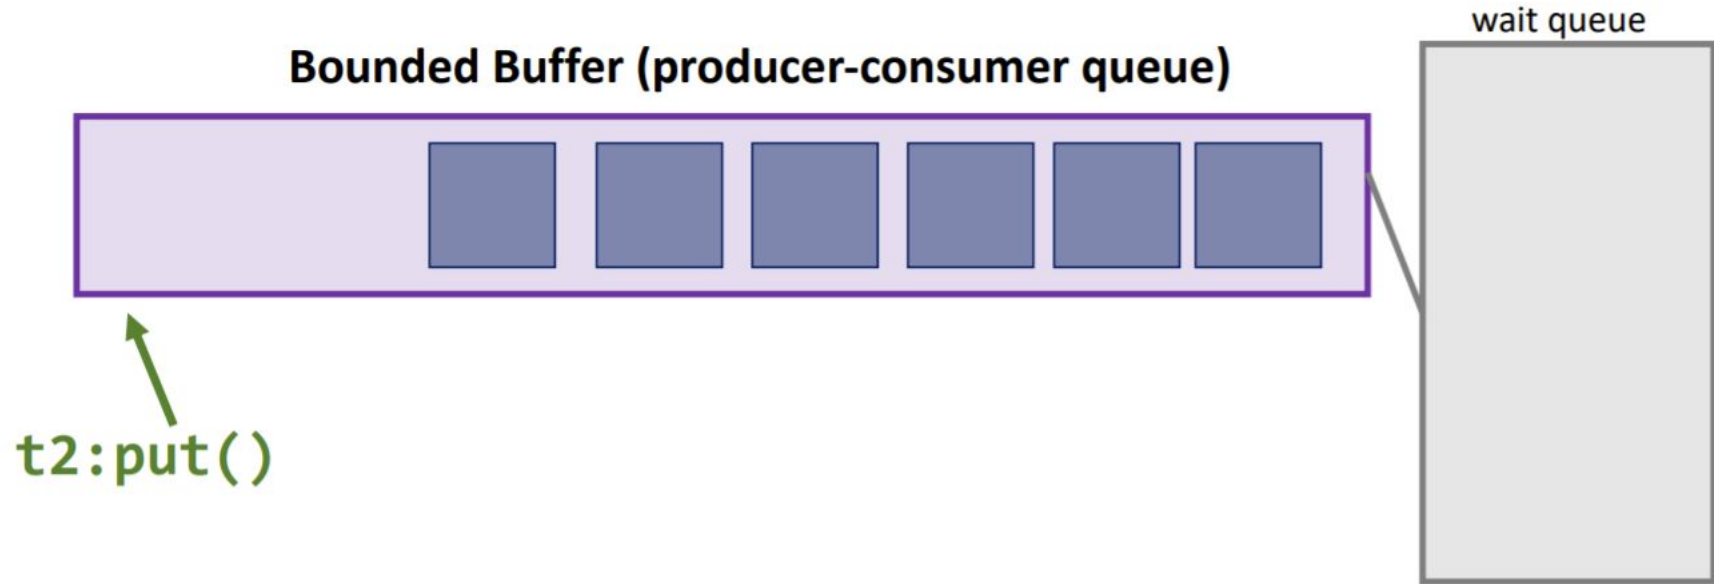 wait queue
Bounded Buffer (producer-consumer queue)
t2:put()